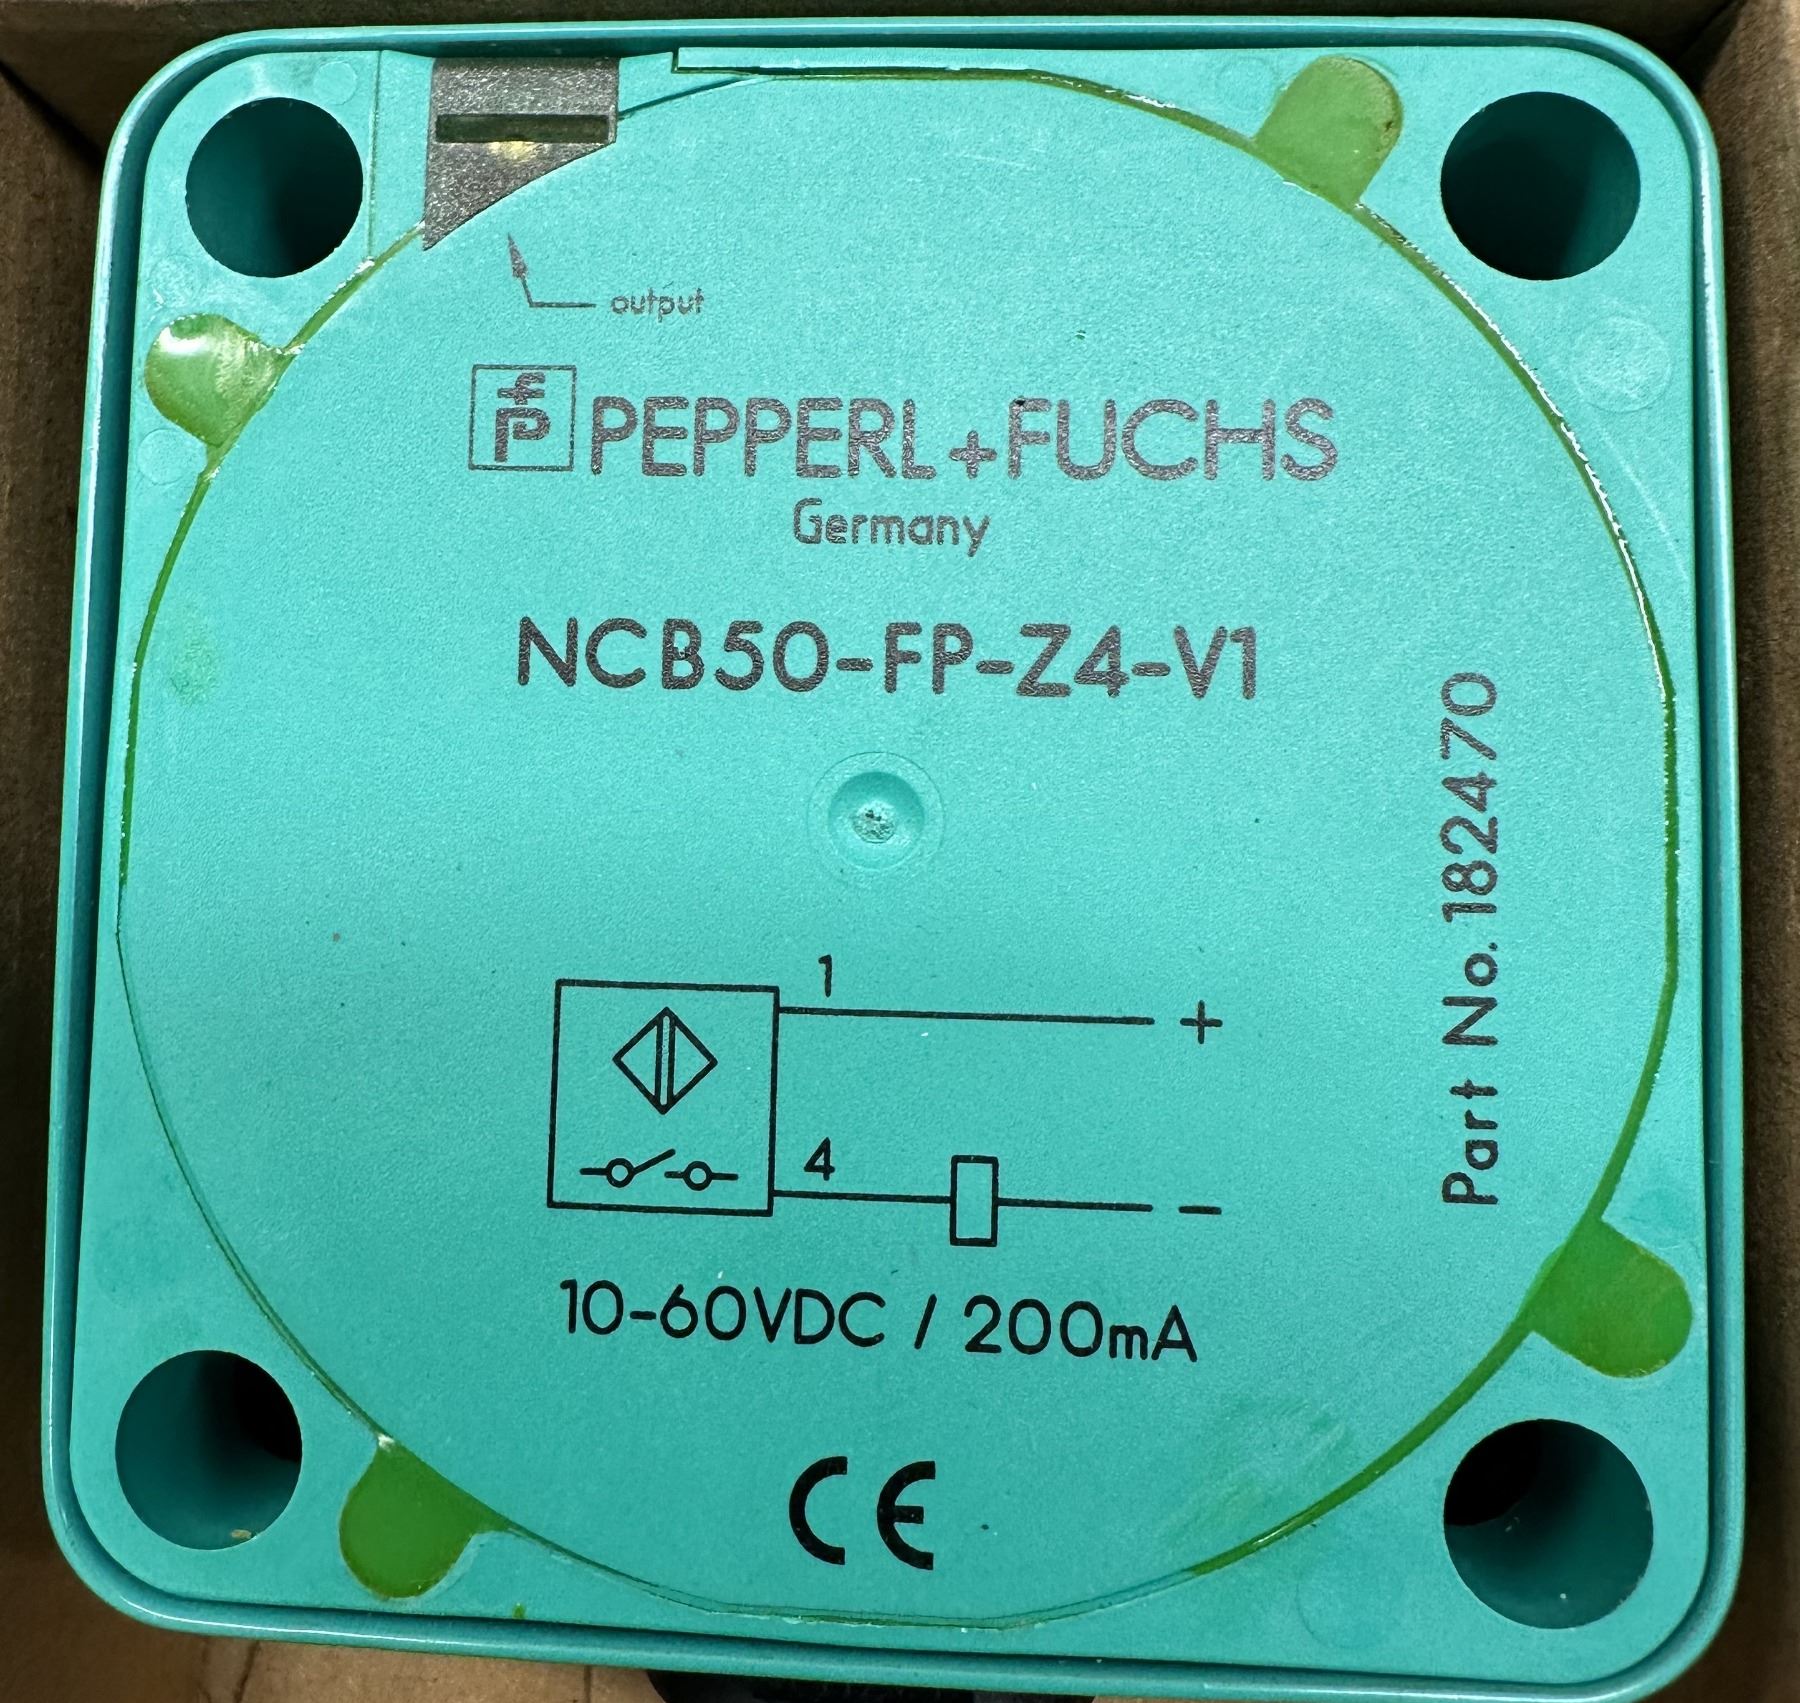 output
PEPPERL+FUCHS
Germany
NCB50-FP-Z4-V1
Part No. 182470
1
+
4
-
10-60VDC / 200mA
CE